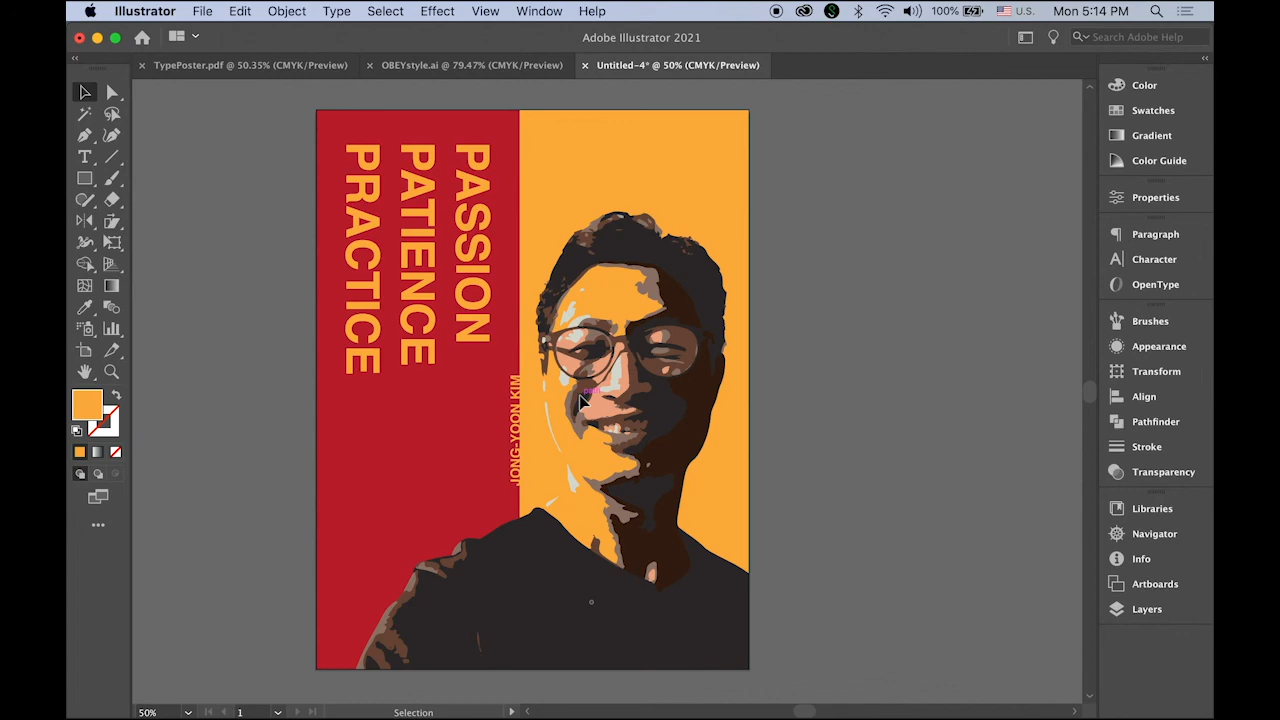 Illustrator File Edit Object Type Select Effect View Window Help
100% U.S. Mon 5:14 PM
Adobe Illustrator 2021
Search Adobe Help
TypePoster.pdf @ 50.35% (CMYK/Preview)
OBEYstyle.ai @ 79.47% (CMYK/Preview)
Untitled-4* @ 50% (CMYK/Preview)
PASSION
PATIENCE
PRACTICE
JONG-YOON KIM
Color
Swatches
Gradient
Color Guide
Properties
Paragraph
Character
OpenType
Brushes
Appearance
Transform
Align
Pathfinder
Stroke
Transparency
Libraries
Navigator
Info
Artboards
Layers
50% 1 Selection